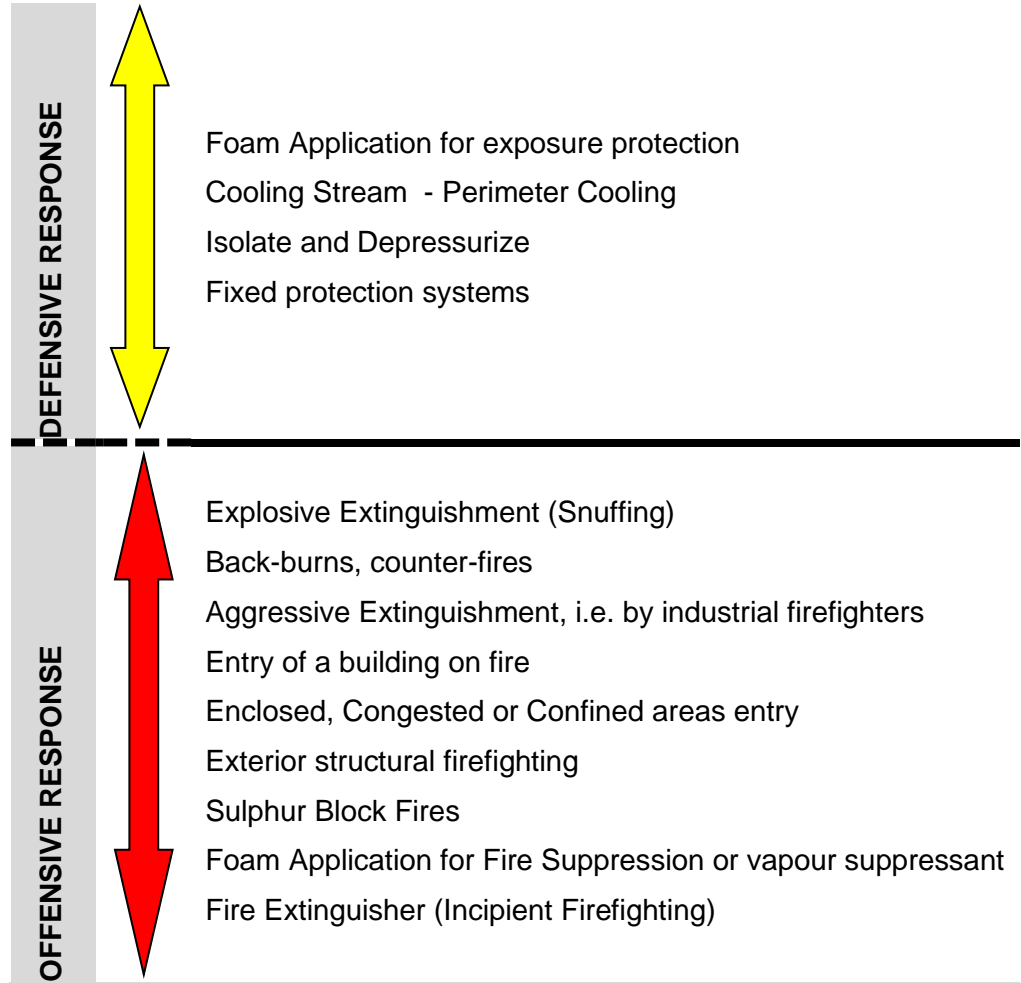 DEFENSIVE RESPONSE
Foam Application for exposure protection
Cooling Stream - Perimeter Cooling
Isolate and Depressurize
Fixed protection systems
OFFENSIVE RESPONSE
Explosive Extinguishment (Snuffing)
Back-burns, counter-fires
Aggressive Extinguishment, i.e. by industrial firefighters
Entry of a building on fire
Enclosed, Congested or Confined areas entry
Exterior structural firefighting
Sulphur Block Fires
Foam Application for Fire Suppression or vapour suppressant
Fire Extinguisher (Incipient Firefighting)